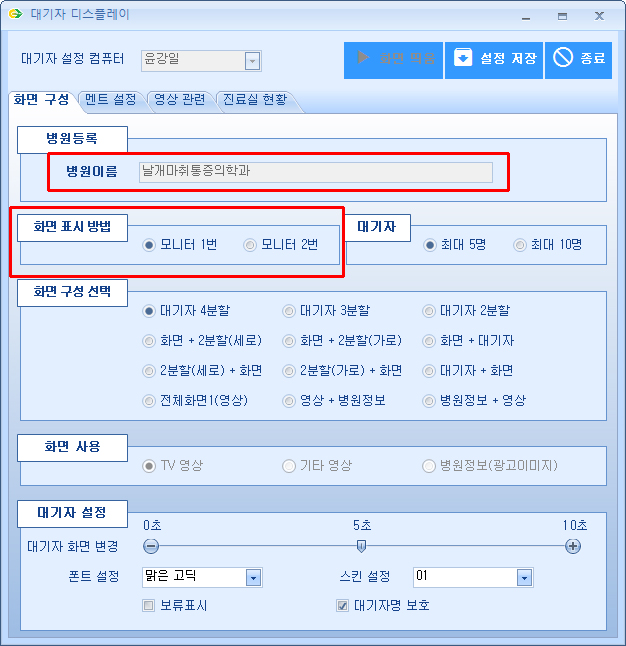 대기자 디스플레이
대기자 설정 컴퓨터 윤강일 설정 저장 종료
화면 구성 멘트 설정 영상 관련 진료실 현황
병원등록
병원이름 날개마취통증의학과
화면 표시 방법 대기자
모니터 1번 모니터 2번 최대 5명 최대 10명
화면 구성 선택
대기자 4분할 대기자 3분할 대기자 2분할
화면 + 2분할(세로) 화면 + 2분할(가로) 화면 + 대기자
2분할(세로) + 화면 2분할(가로) + 화면 대기자 + 화면
전체화면1(영상) 영상 + 병원정보 병원정보 + 영상
화면 사용
TV 영상 기타 영상 병원정보(광고이미지)
대기자 설정
0초 5초 10초
대기자 화면 변경
폰트 설정 맑은 고딕 스킨 설정 01
보류표시 대기자명 보호